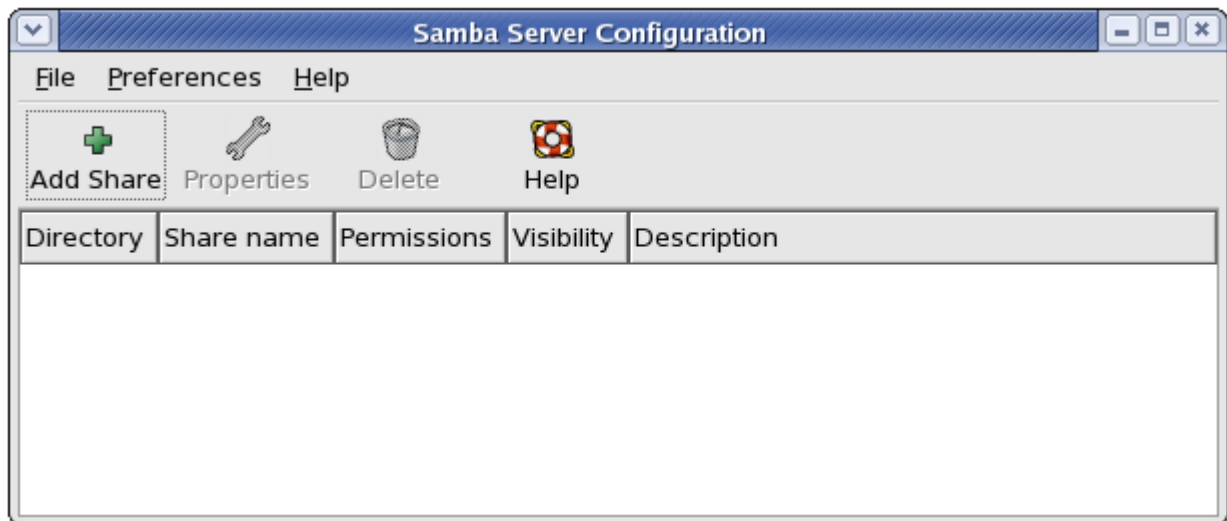 Samba Server Configuration
File Preferences Help
Add Share Properties Delete Help
Directory Share name Permissions Visibility Description